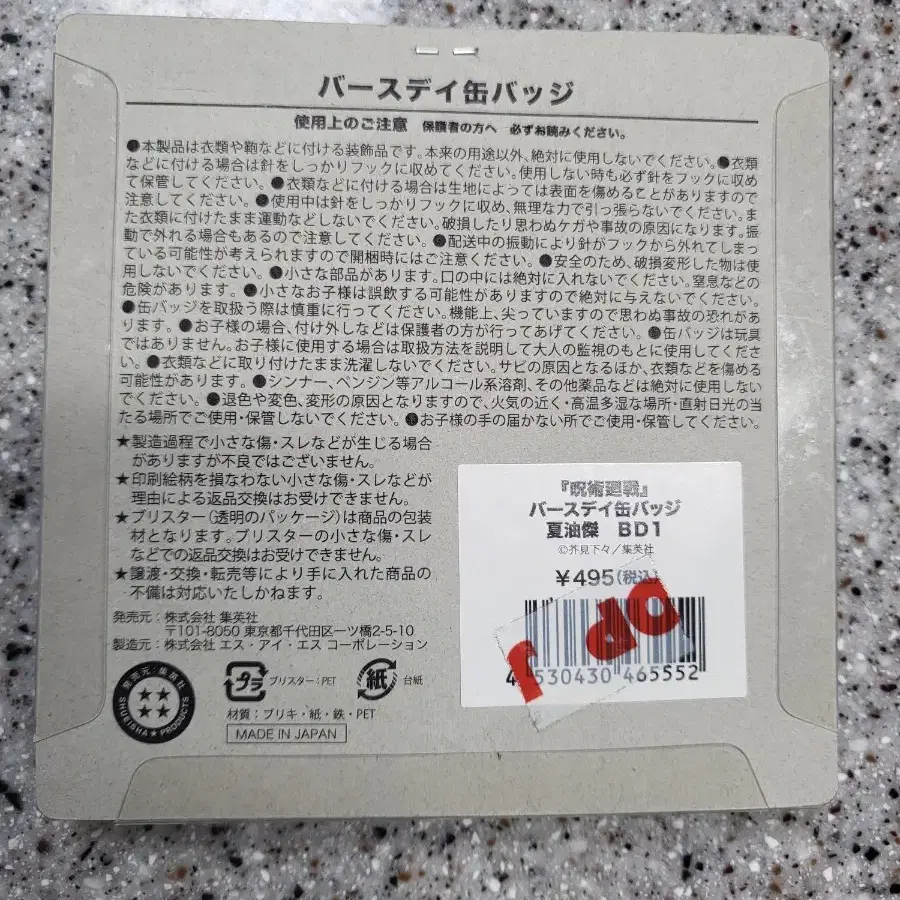 バースデイ缶バッジ
使用上のご注意 保護者の方へ 必ずお読みください。
●本製品は衣類や鞄などに付ける装飾品です。本来の用途以外、絶対に使用しないでください。●衣類
などに付ける場合は針をしっかりフックに収めてください。使用しない時も必ず針をフックに収め
て保管してください。●衣類などに付ける場合は生地によっては表面を傷めることがありますので
注意してください。●使用中は針をしっかりフックに収め、無理な力で引っ張らないでください。ま
た衣類に付けたまま運動などしないでください。破損したり思わぬケガや事故の原因になります。振
動で外れる場合もあるので注意してください。●配送中の振動により針がフックから外れてしまっ
ている可能性が考えられますので開梱時にはご注意ください。●安全のため、破損変形した物は使
用しないでください。●小さな部品があります。口の中には絶対に入れないでください。窒息などの
危険があります。●小さなお子様は誤飲する可能性がありますので絶対に与えないでください。
●缶バッジを取扱う際は慎重に行ってください。機能上、尖っていますので思わぬ事故の恐れがあ
ります。●お子様の場合、付け外しなどは保護者の方が行ってあげてください。●缶バッジは玩具
ではありません。お子様に使用する場合は取扱方法を説明して大人の監視のもとに使用してくださ
い。●衣類などに取り付けたまま洗濯しないでください。サビの原因となるほか、衣類などを傷める
可能性があります。●シンナー、ベンジン等アルコール系溶剤、その他薬品などは絶対に使用しない
でください。●退色や変色、変形の原因となりますので、火気の近く・高温多湿な場所・直射日光の当
たる場所でご使用・保管しないでください。●お子様の手の届かない所でご使用・保管してください。
★製造過程で小さな傷・スレなどが生じる場合
がありますが不良ではございません。
★印刷絵柄を損なわない小さな傷・スレなどが
理由による返品交換はお受けできません。
★ブリスター(透明のパッケージ)は商品の包装
材となります。ブリスターの小さな傷・スレ
などでの返品交換はお受けできません。
★譲渡・交換・転売等により手に入れた商品の
不備は対応いたしかねます。
発売元:株式会社 集英社
〒101-8050 東京都千代田区一ツ橋2-5-10
製造元:株式会社 エス・アイ・エス コーポレーション
発売元:集英社
SHUEISHA★PRODUCTS
プラ
ブリスター:PET
紙
台紙
材質:ブリキ・紙・鉄・PET
MADE IN JAPAN
『呪術廻戦』
バースデイ缶バッジ
夏油傑 BD1
©芥見下々/集英社
¥495(税込)
4530430 465552